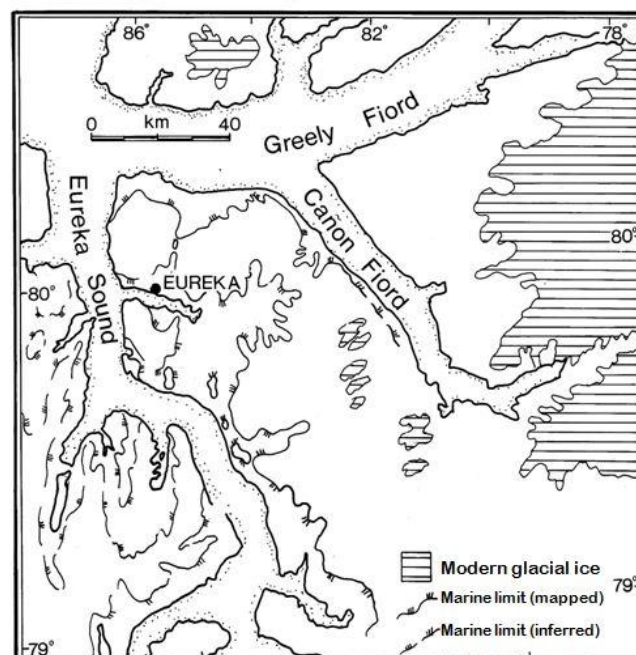 86
82
78
0 km 40
Greely Fiord
Eureka Sound
Cañon Fiord
80°
80°
EUREKA
Modern glacial ice
Marine limit (mapped)
79°
Marine limit (inferred)
79°